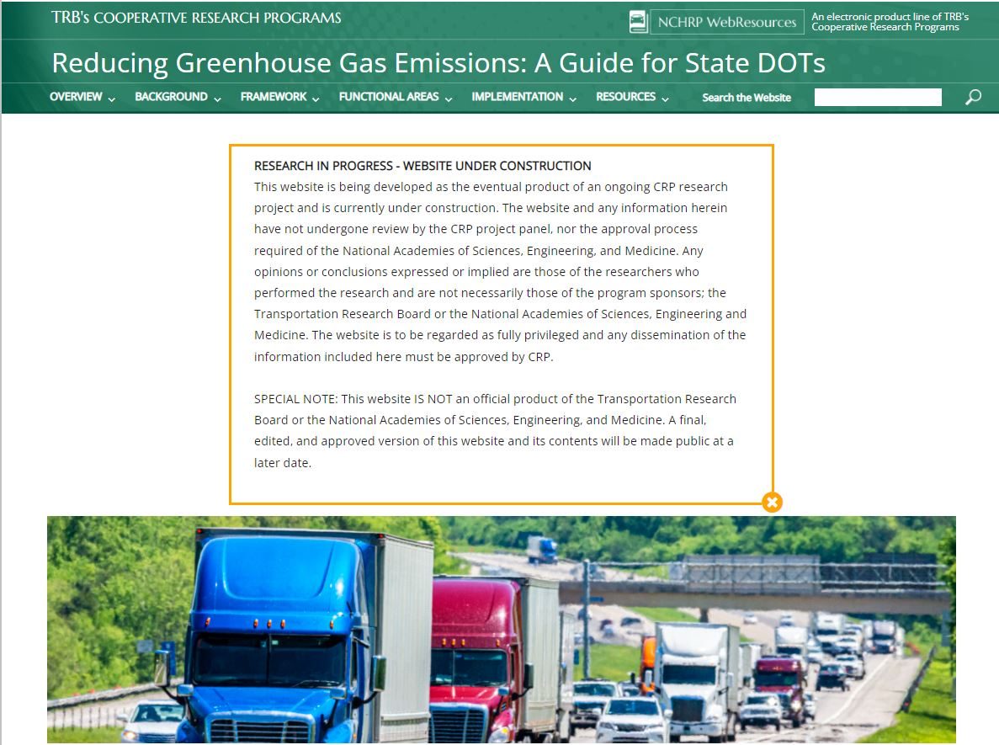 TRB's COOPERATIVE RESEARCH PROGRAMS
NCHRP WebResources
An electronic product line of TRB's
Cooperative Research Programs
Reducing Greenhouse Gas Emissions: A Guide for State DOTs
OVERVIEW BACKGROUND FRAMEWORK FUNCTIONAL AREAS IMPLEMENTATION RESOURCES Search the Website
RESEARCH IN PROGRESS - WEBSITE UNDER CONSTRUCTION
This website is being developed as the eventual product of an ongoing CRP research
project and is currently under construction. The website and any information herein
have not undergone review by the CRP project panel, nor the approval process
required of the National Academies of Sciences, Engineering, and Medicine. Any
opinions or conclusions expressed or implied are those of the researchers who
performed the research and are not necessarily those of the program sponsors; the
Transportation Research Board or the National Academies of Sciences, Engineering and
Medicine. The website is to be regarded as fully privileged and any dissemination of the
information included here must be approved by CRP.
SPECIAL NOTE: This website IS NOT an official product of the Transportation Research
Board or the National Academies of Sciences, Engineering, and Medicine. A final,
edited, and approved version of this website and its contents will be made public at a
later date.